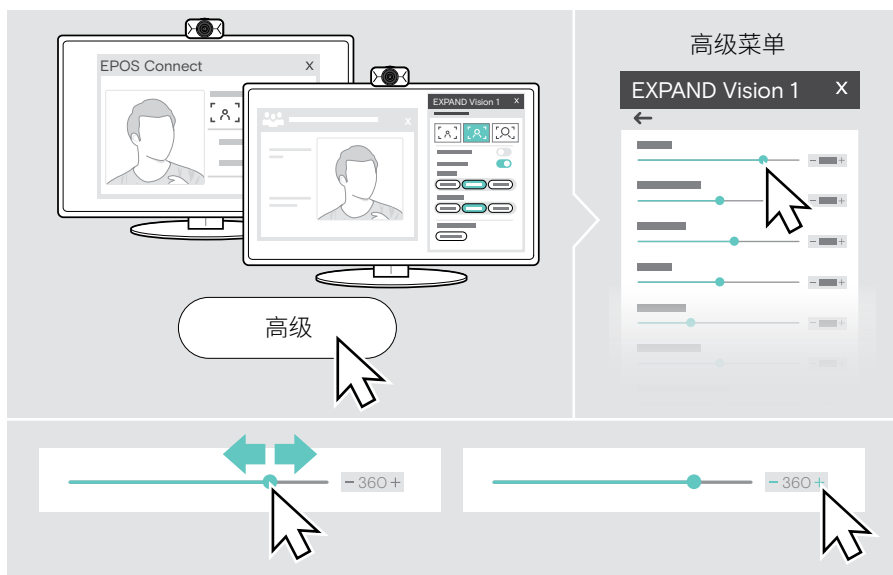 EPOS Connect X
EXPAND Vision 1 X
X
高级
高级菜单
EXPAND Vision 1 X
- +
- +
- +
- +
- +
- +
- 360 +
- 360 +